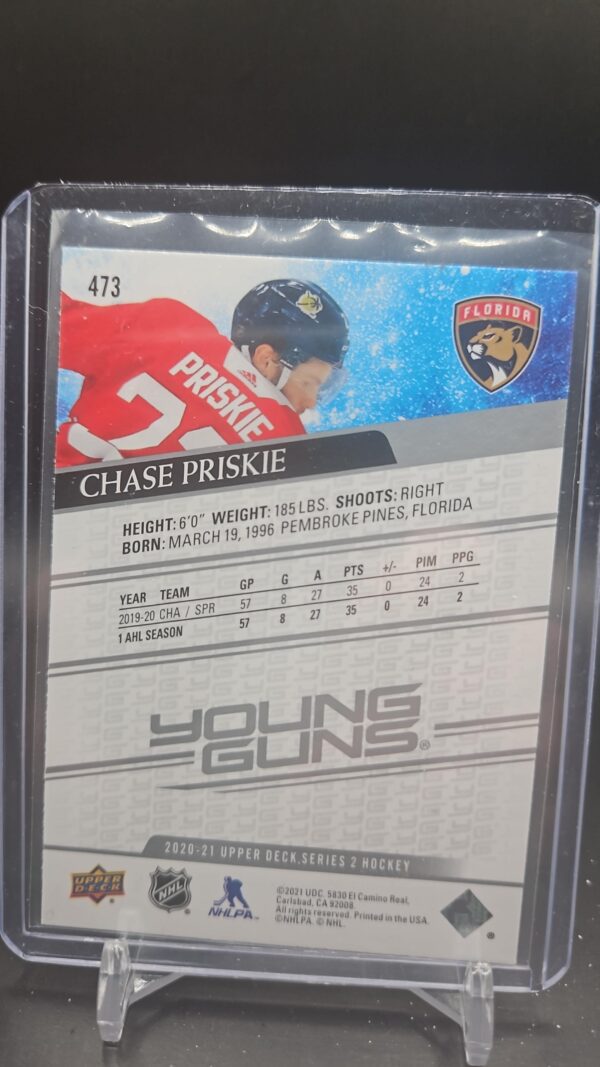 473
FLORIDA
PRISKIE
CHASE PRISKIE
HEIGHT: 6'0" WEIGHT: 185 LBS. SHOOTS: RIGHT
BORN: MARCH 19, 1996 PEMBROKE PINES, FLORIDA
YEAR TEAM GP G A PTS +/- PIM PPG
2019-20 CHA / SPR 57 8 27 35 0 24 2
1 AHL SEASON 57 8 27 35 0 24 2
YOUNG
GUNS®
2020-21 UPPER DECK SERIES 2 HOCKEY
UPPER
DECK
NHL
NHLPA
©2021 UDC. 5830 El Camino Real,
Carlsbad, CA 92008.
All rights reserved. Printed in the USA.
©NHLPA. © NHL.
®